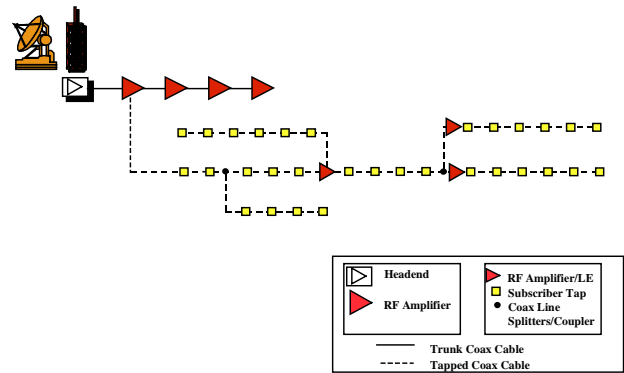 Headend
RF Amplifier
RF Amplifier/LE
Subscriber Tap
Coax Line
Splitters/Coupler
Trunk Coax Cable
Tapped Coax Cable